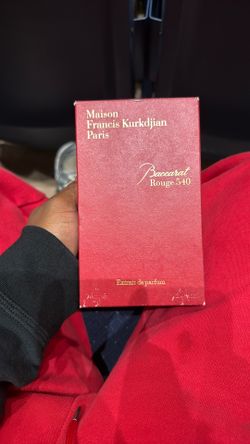 Maison
Francis Kurkdjian
Paris
Baccarat
Rouge 540
Extrait de parfum